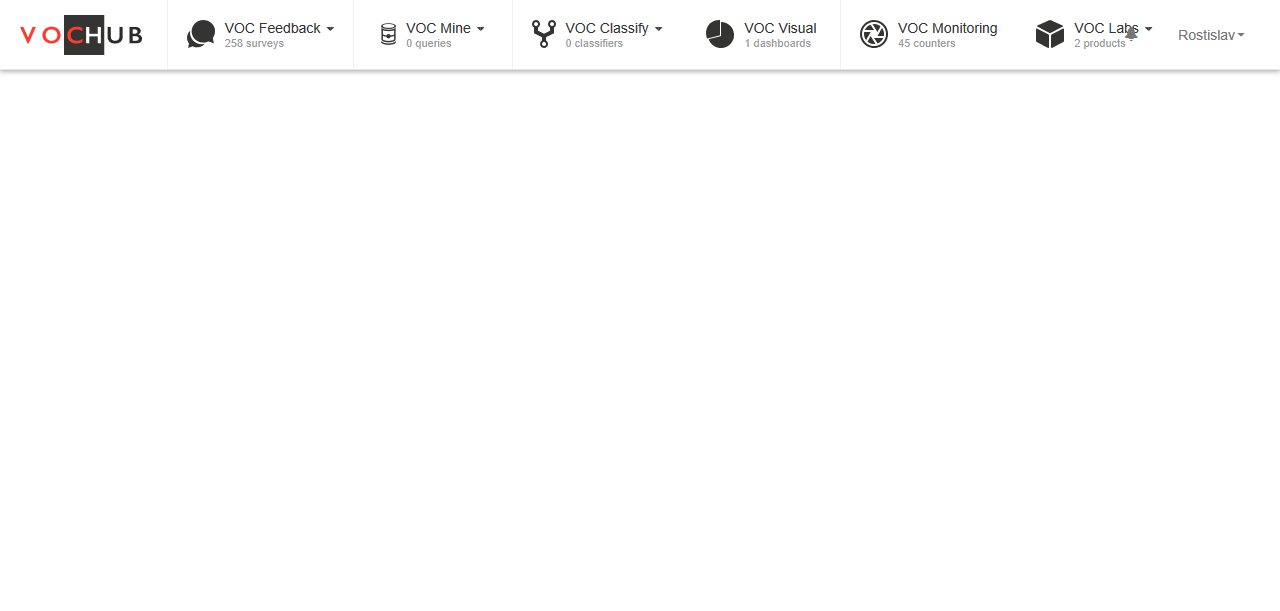 VOCHUB
VOC Feedback
258 surveys
VOC Mine
0 queries
VOC Classify
0 classifiers
VOC Visual
1 dashboards
VOC Monitoring
45 counters
VOC Labs
2 products
Rostislav